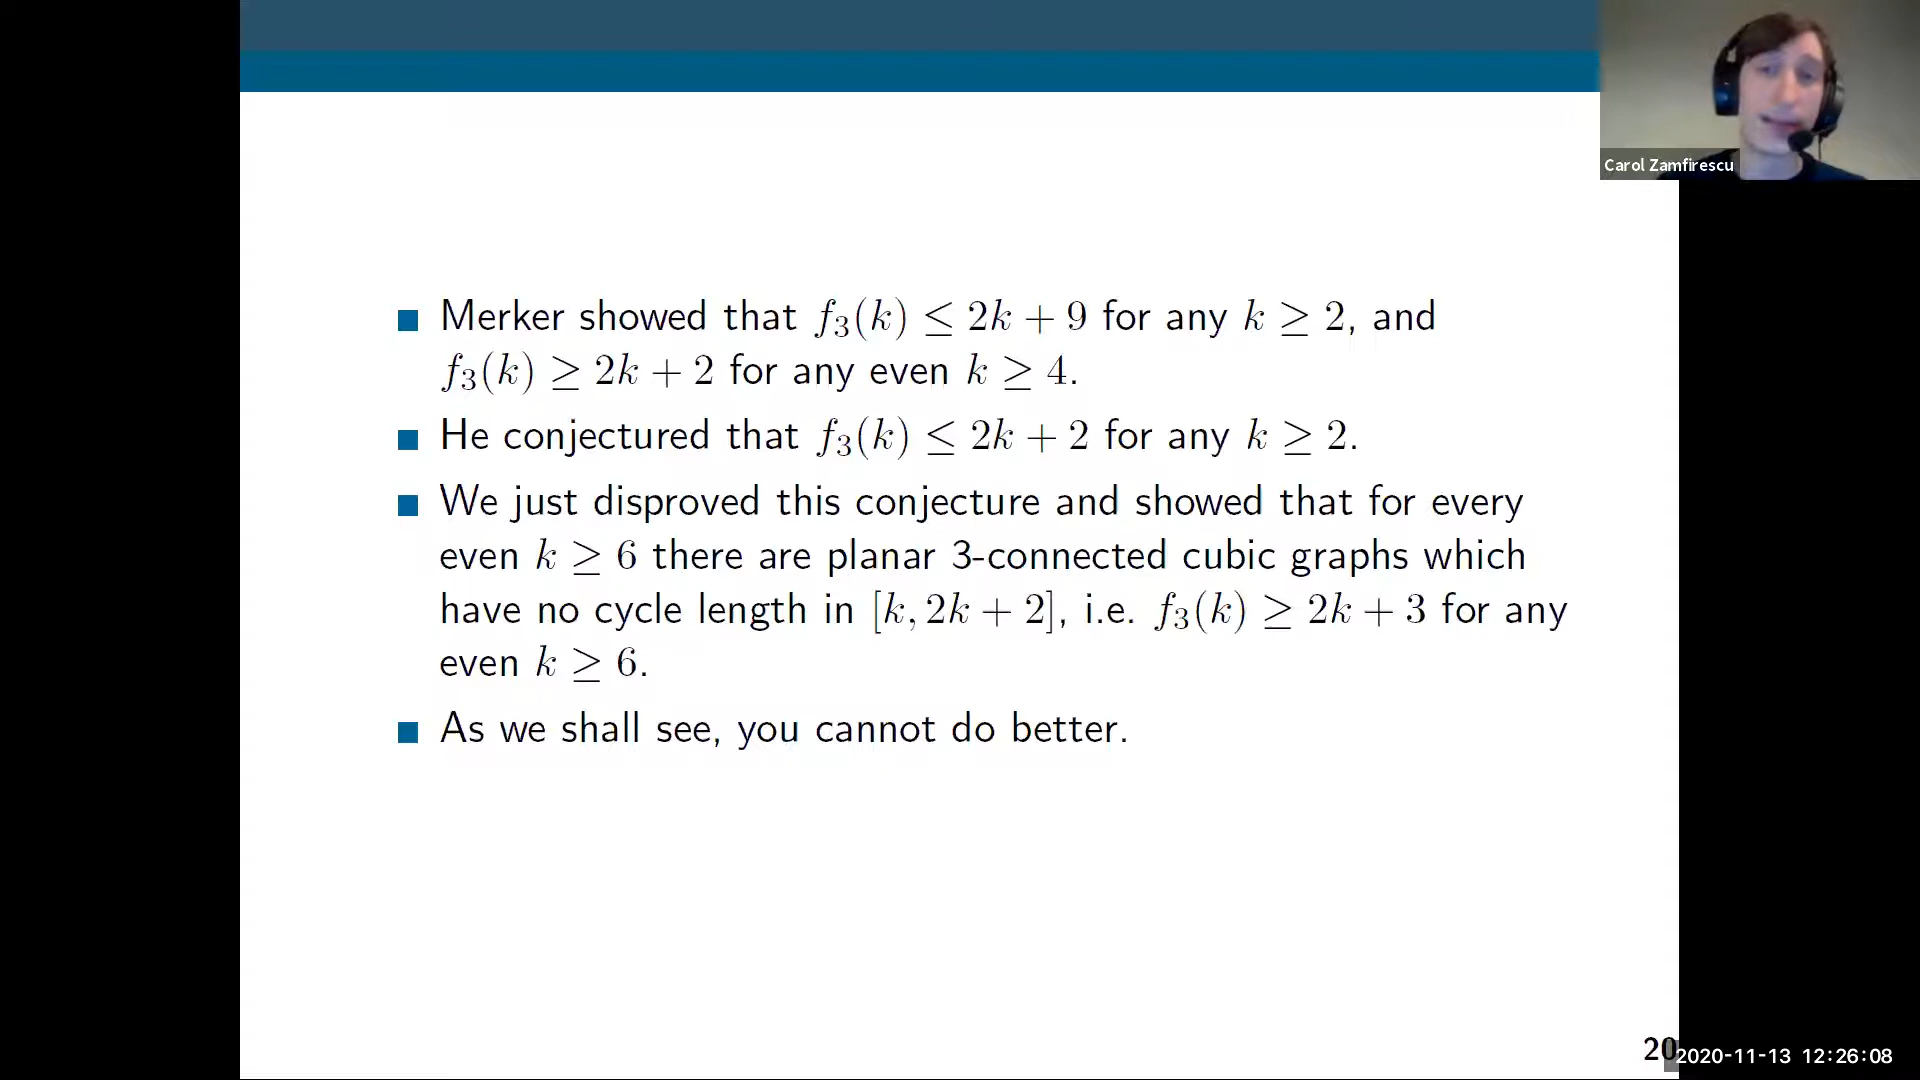 Carol Zamfirescu
Merker showed that f₃(k) ≤ 2k + 9 for any k ≥ 2, and
f₃(k) ≥ 2k + 2 for any even k ≥ 4.
He conjectured that f₃(k) ≤ 2k + 2 for any k ≥ 2.
We just disproved this conjecture and showed that for every
even k ≥ 6 there are planar 3-connected cubic graphs which
have no cycle length in [k, 2k + 2], i.e. f₃(k) ≥ 2k + 3 for any
even k ≥ 6.
As we shall see, you cannot do better.
20
2020-11-13 12:26:08